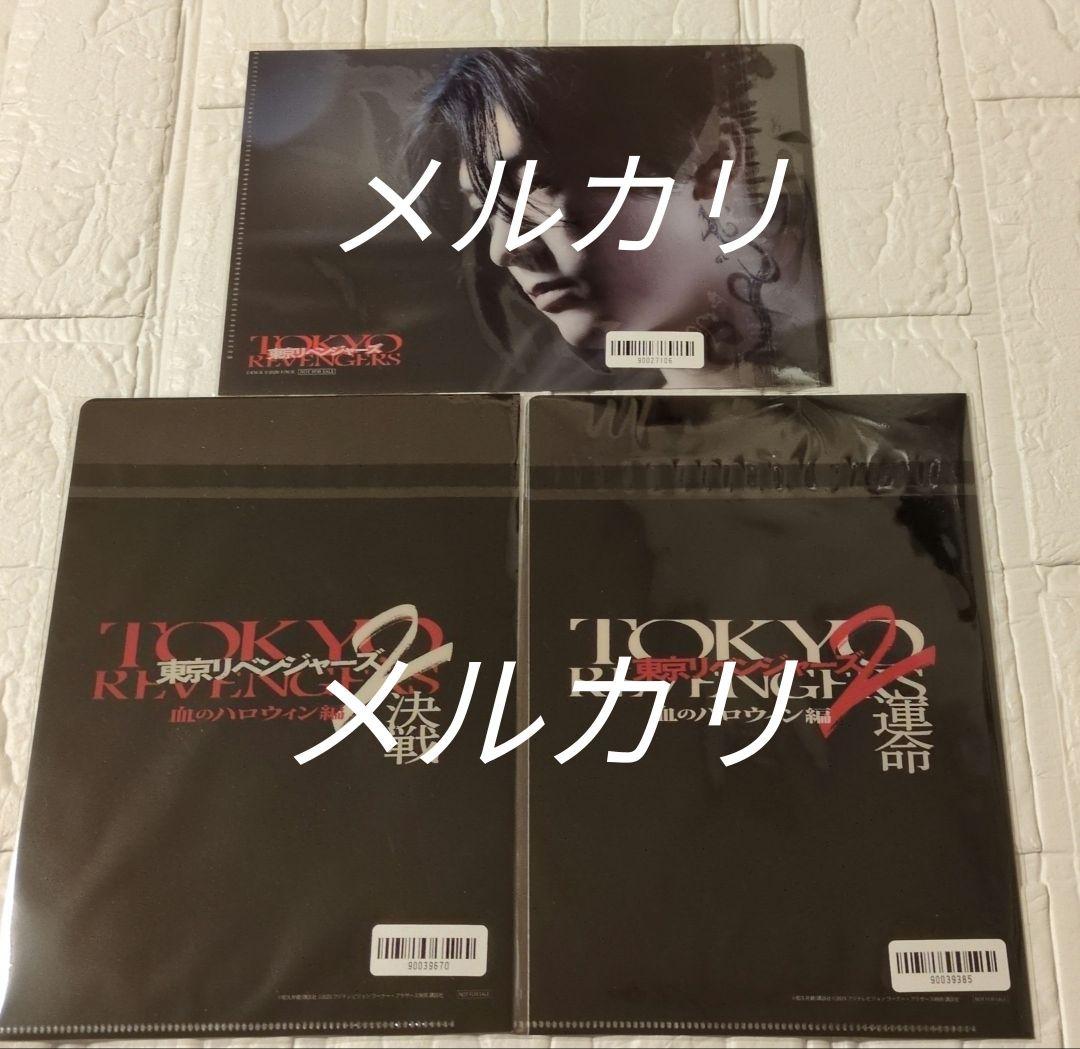 メルカリ
TOKYO
東京リベンジャーズ
REVENGERS
NOT FOR SALE
90027106
TOKYO
東京リベンジャーズ2
REVENGERS
血のハロウィン編
決戦
メルカリ
90039670
NOT FOR SALE
TOKYO
東京リベンジャーズ2
REVENGERS
血のハロウィン編
運命
90039385
NOT FOR SALE